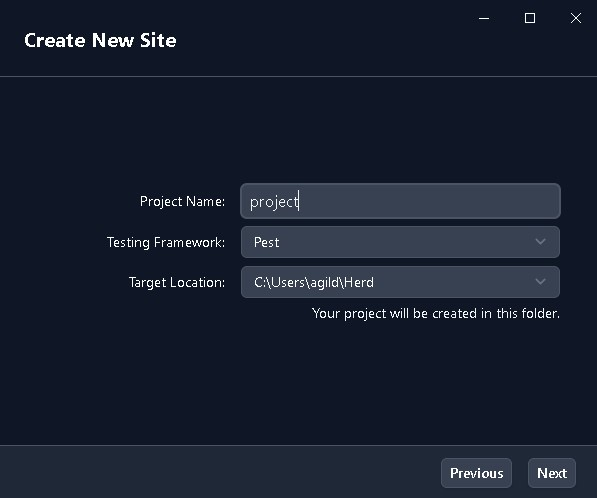 Create New Site
Project Name: project
Testing Framework: Pest
Target Location: C:\Users\agild\Herd
Your project will be created in this folder.
Previous Next